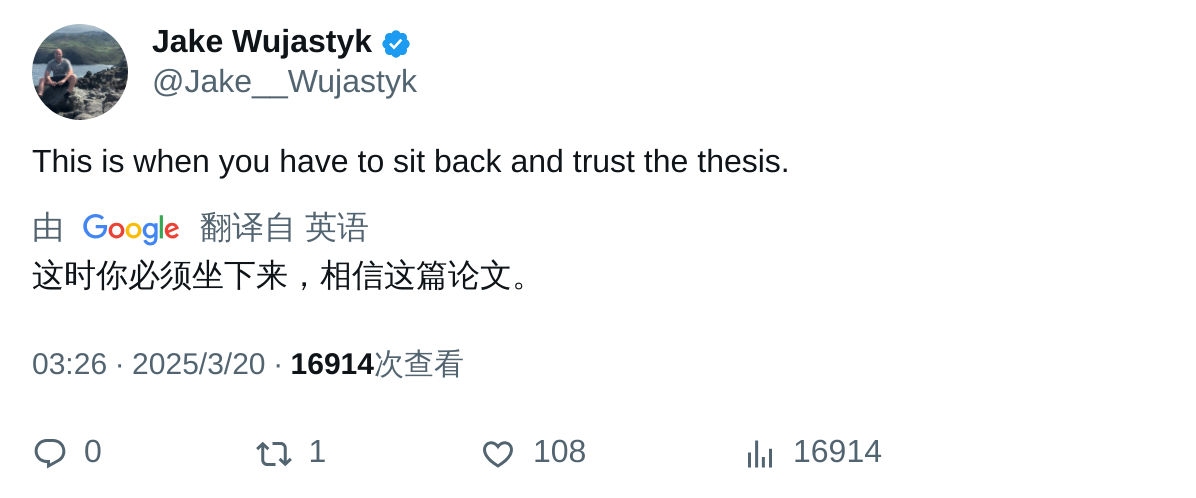 Jake Wujastyk
@Jake__Wujastyk
This is when you have to sit back and trust the thesis.
由 Google 翻译自 英语
这时你必须坐下来，相信这篇论文。
03:26 · 2025/3/20 · 16914次查看
0 1 108 16914